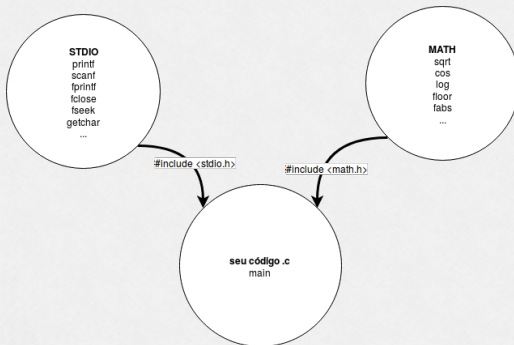 STDIO
printf
scanf
fprintf
fclose
fseek
getchar
...
MATH
sqrt
cos
log
floor
fabs
...
#include <stdio.h>
#include <math.h>
seu código .c
main